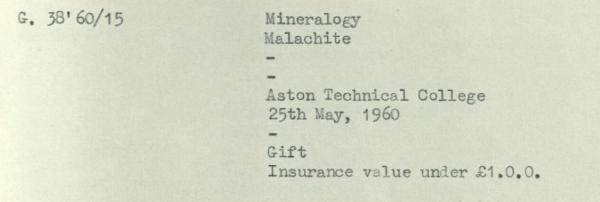 G. 38'60/15 Mineralogy
Malachite
-
-
Aston Technical College
25th May, 1960
-
Gift
Insurance value under £1.0.0.